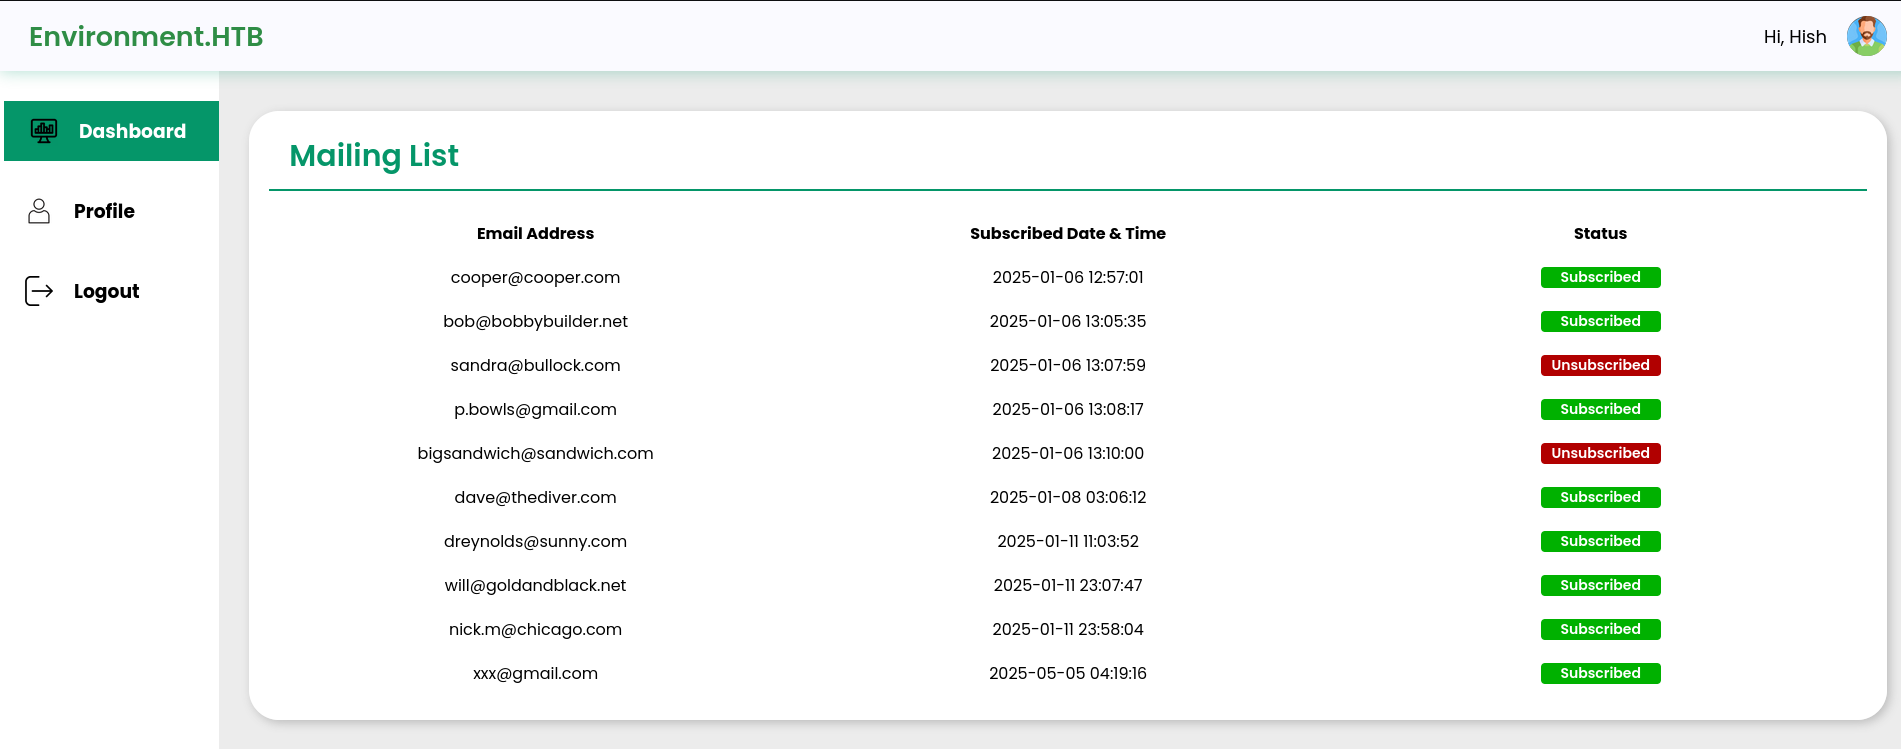 Environment.HTB
Hi, Hish
Dashboard
Profile
Logout
Mailing List
Email Address Subscribed Date & Time Status
cooper@cooper.com 2025-01-06 12:57:01 Subscribed
bob@bobbybuilder.net 2025-01-06 13:05:35 Subscribed
sandra@bullock.com 2025-01-06 13:07:59 Unsubscribed
p.bowls@gmail.com 2025-01-06 13:08:17 Subscribed
bigsandwich@sandwich.com 2025-01-06 13:10:00 Unsubscribed
dave@thediver.com 2025-01-08 03:06:12 Subscribed
dreynolds@sunny.com 2025-01-11 11:03:52 Subscribed
will@goldandblack.net 2025-01-11 23:07:47 Subscribed
nick.m@chicago.com 2025-01-11 23:58:04 Subscribed
xxx@gmail.com 2025-05-05 04:19:16 Subscribed